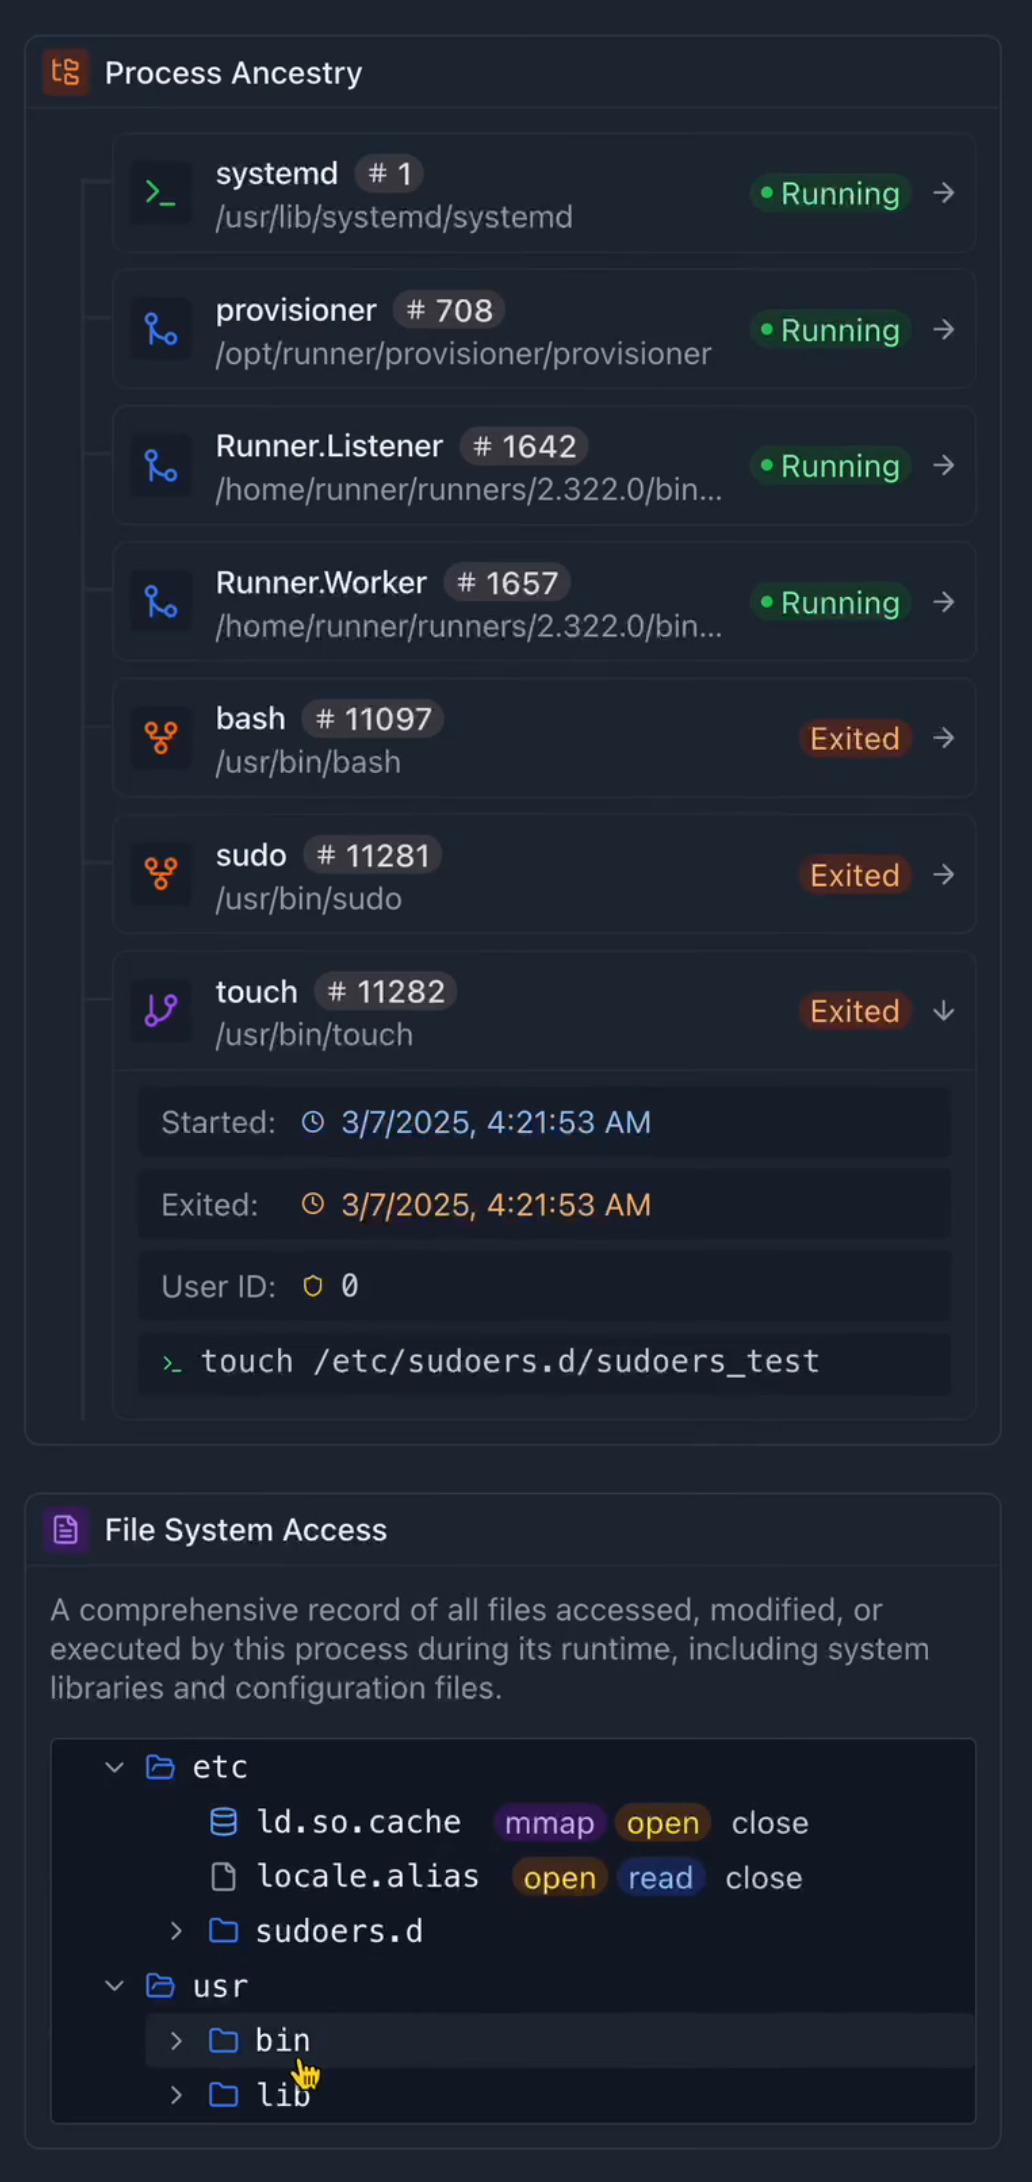 Process Ancestry
systemd # 1
/usr/lib/systemd/systemd
Running
provisioner # 708
/opt/runner/provisioner/provisioner
Running
Runner.Listener # 1642
/home/runner/runners/2.322.0/bin...
Running
Runner.Worker # 1657
/home/runner/runners/2.322.0/bin...
Running
bash # 11097
/usr/bin/bash
Exited
sudo # 11281
/usr/bin/sudo
Exited
touch # 11282
/usr/bin/touch
Exited
Started: 3/7/2025, 4:21:53 AM
Exited: 3/7/2025, 4:21:53 AM
User ID: 0
touch /etc/sudoers.d/sudoers_test
File System Access
A comprehensive record of all files accessed, modified, or
executed by this process during its runtime, including system
libraries and configuration files.
etc
ld.so.cache mmap open close
locale.alias open read close
sudoers.d
usr
bin
lib